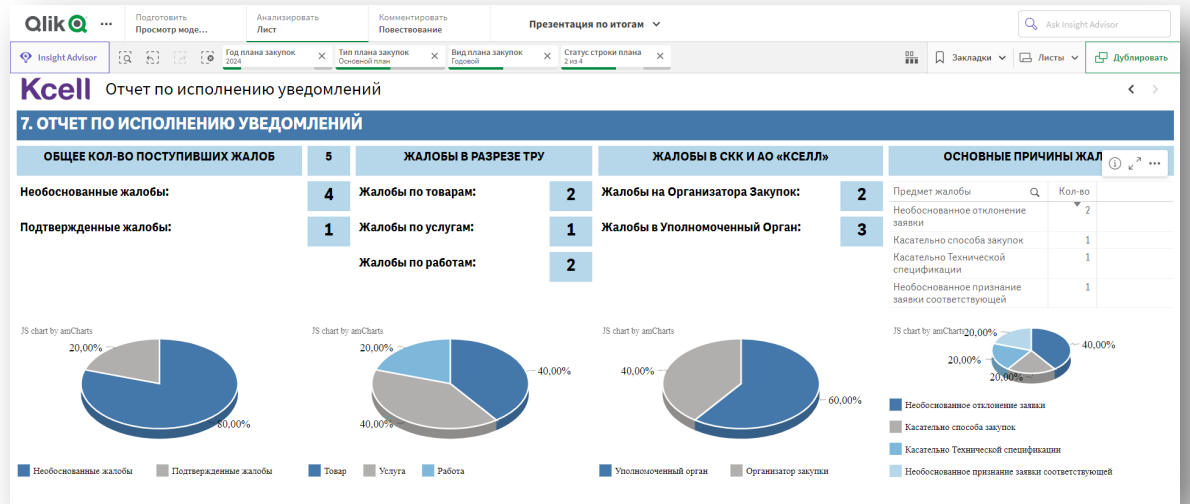 Qlik
Подготовить
Просмотр моде...
Анализировать
Лист
Комментировать
Повествование
Презентация по итогам
Ask Insight Advisor
Insight Advisor
Год плана закупок
2024
Тип плана закупок
Основной план
Вид плана закупок
Годовой
Статус строки плана
2 из 4
Закладки
Листы
Дублировать
Kcell Отчет по исполнению уведомлений
7. ОТЧЕТ ПО ИСПОЛНЕНИЮ УВЕДОМЛЕНИЙ
ОБЩЕЕ КОЛ-ВО ПОСТУПИВШИХ ЖАЛОБ 5
Необоснованные жалобы: 4
Подтвержденные жалобы: 1
ЖАЛОБЫ В РАЗРЕЗЕ ТРУ
Жалобы по товарам: 2
Жалобы по услугам: 1
Жалобы по работам: 2
ЖАЛОБЫ В СКК И АО «КСЕЛЛ»
Жалобы на Организатора Закупок: 2
Жалобы в Уполномоченный Орган: 3
ОСНОВНЫЕ ПРИЧИНЫ ЖАЛ
Предмет жалобы Кол-во
Необоснованное отклонение 2
заявки
Касательно способа закупок 1
Касательно Технической 1
спецификации
Необоснованное признание 1
заявки соответствующей
JS chart by amCharts
20,00%
80,00%
Необоснованные жалобы Подтвержденные жалобы
JS chart by amCharts
20,00%
40,00%
40,00%
Товар Услуга Работа
JS chart by amCharts
40,00%
60,00%
Уполномоченный орган Организатор закупки
JS chart by amCharts
20,00%
40,00%
20,00%
20,00%
Необоснованное отклонение заявки
Касательно способа закупок
Касательно Технической спецификации
Необоснованное признание заявки соответствующей